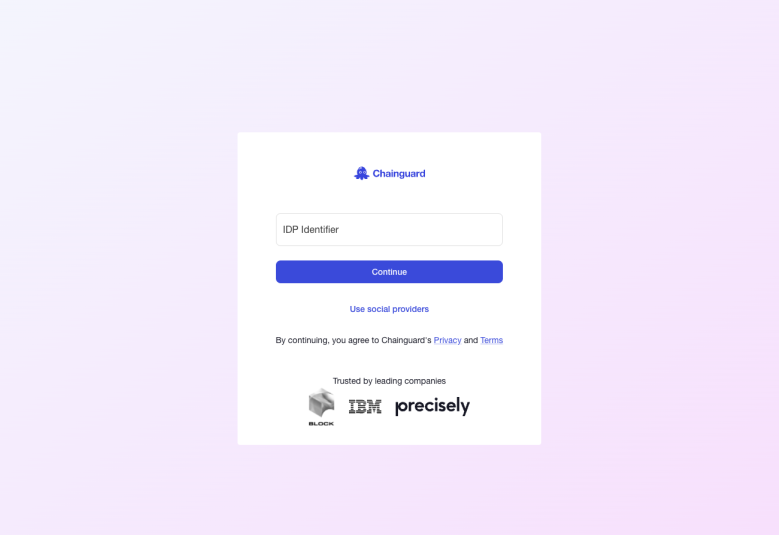 Chainguard
IDP Identifier
Continue
Use social providers
By continuing, you agree to Chainguard's Privacy and Terms
Trusted by leading companies
BLOCK IBM precisely